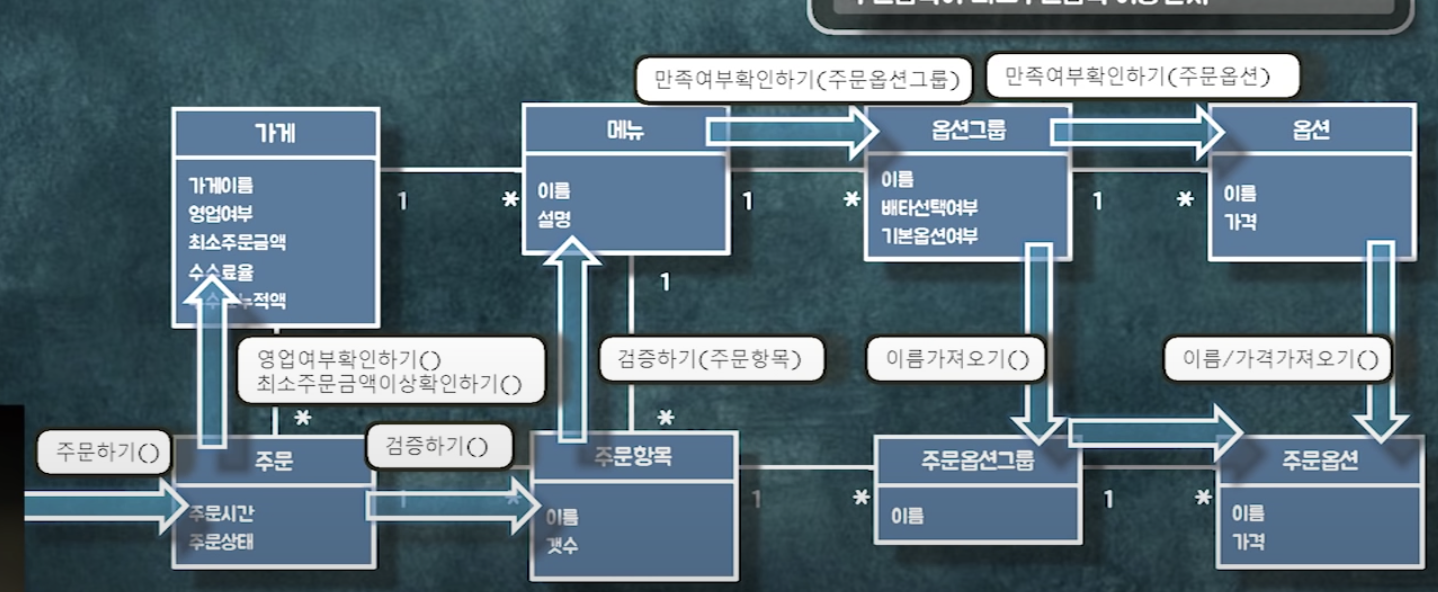 만족여부확인하기(주문옵션그룹)
만족여부확인하기(주문옵션)
가게
메뉴
옵션그룹
옵션
가게이름
영업여부
최소주문금액
수수료율
이름
설명
이름
배타선택여부
기본옵션여부
이름
가격
1
*
1
*
1
*
1
영업여부확인하기()
최소주문금액이상확인하기()
검증하기(주문항목)
이름가져오기()
이름/가격가져오기()
*
*
주문하기()
검증하기()
주문
주문항목
주문옵션그룹
주문옵션
주문시간
주문상태
1
*
이름
갯수
1
*
이름
1
*
이름
가격